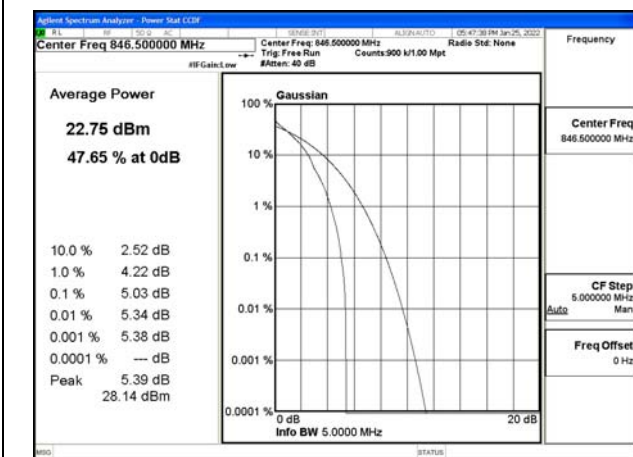 Agilent Spectrum Analyzer - Power Stat CCDF
RL RF 50 Ω AC SENSE:INT ALIGNAUTO 05:47:38 PM Jan 25, 2022
Center Freq 846.500000 MHz
Center Freq: 846.500000 MHz Radio Std: None
Trig: Free Run Counts:900 k/1.00 Mpt
#IFGain:Low #Atten: 40 dB
Frequency
Average Power
22.75 dBm
47.65 % at 0dB
10.0 % 2.52 dB
1.0 % 4.22 dB
0.1 % 5.03 dB
0.01 % 5.34 dB
0.001 % 5.38 dB
0.0001 % --- dB
Peak 5.39 dB
28.14 dBm
Gaussian
100 %
10 %
1 %
0.1 %
0.01 %
0.001 %
0.0001 %
0 dB 20 dB
Info BW 5.0000 MHz
Center Freq
846.500000 MHz
CF Step
5.000000 MHz
Auto Man
Freq Offset
0 Hz
MSG STATUS